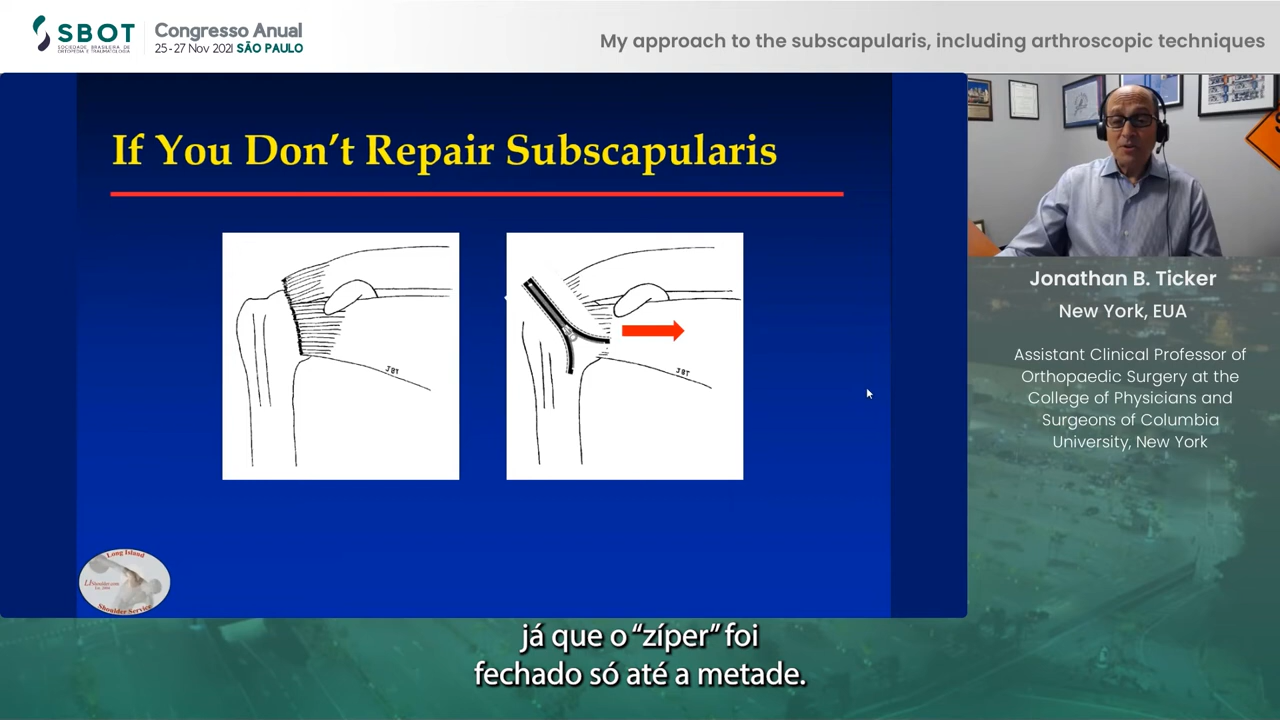 SBOT
SOCIEDADE BRASILEIRA DE
ORTOPEDIA E TRAUMATOLOGIA
Congresso Anual
25-27 Nov 2021 SÃO PAULO
My approach to the subscapularis, including arthroscopic techniques
If You Don't Repair Subscapularis
JBT
JBT
Long Island
LIshoulder.com
Shoulder Service
Jonathan B. Ticker
New York, EUA
Assistant Clinical Professor of
Orthopaedic Surgery at the
College of Physicians and
Surgeons of Columbia
University, New York
já que o “zíper” foi
fechado só até a metade.